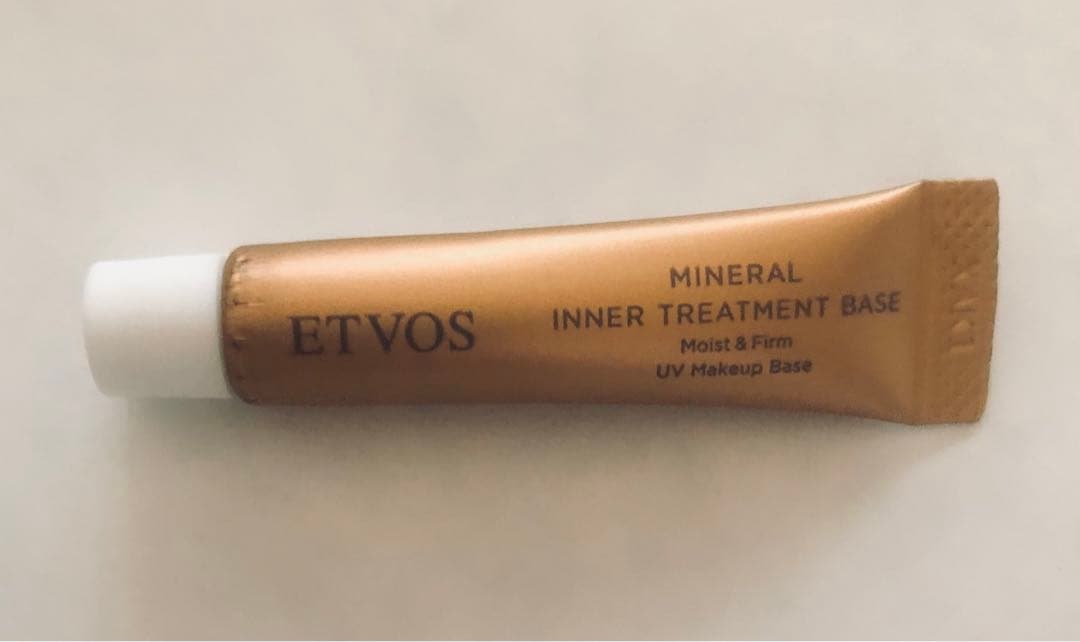 ETVOS
MINERAL
INNER TREATMENT BASE
Moist & Firm
UV Makeup Base